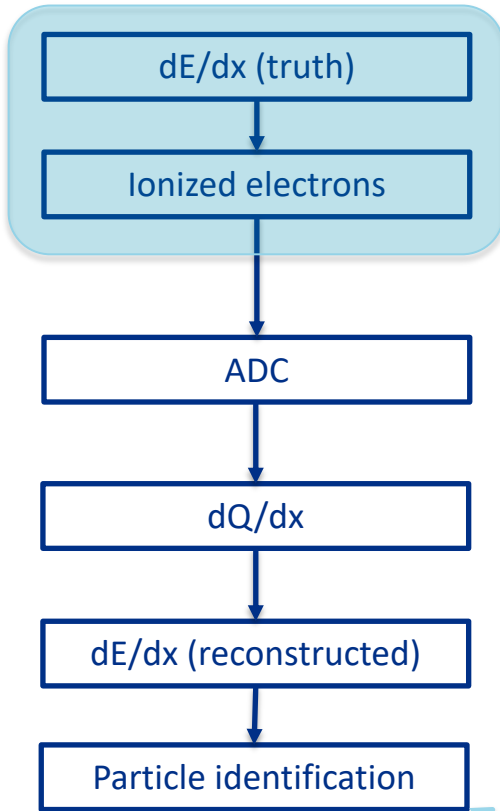 dE/dx (truth)
Ionized electrons
ADC
dQ/dx
dE/dx (reconstructed)
Particle identification